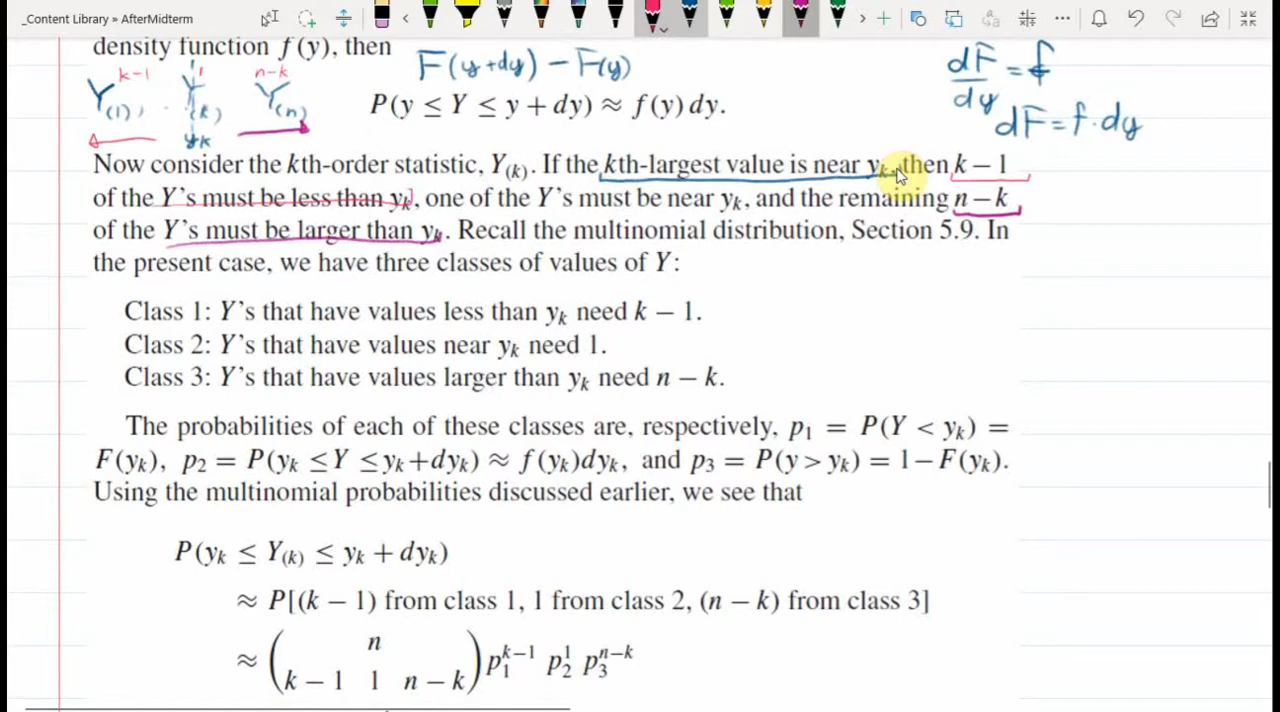 _Content Library » AfterMidterm
density function f(y), then
F(y+dy) – F(y)
dF/dy = f
k-1 1 n-k
Y(1), . Y(k) Y(n)
yk
P(y ≤ Y ≤ y + dy) ≈ f(y) dy.
dF = f·dy
Now consider the kth-order statistic, Y(k). If the kth-largest value is near yk, then k − 1
of the Y's must be less than yk, one of the Y's must be near yk, and the remaining n − k
of the Y's must be larger than yk. Recall the multinomial distribution, Section 5.9. In
the present case, we have three classes of values of Y:
Class 1: Y's that have values less than yk need k − 1.
Class 2: Y's that have values near yk need 1.
Class 3: Y's that have values larger than yk need n − k.
The probabilities of each of these classes are, respectively, p1 = P(Y < yk) =
F(yk), p2 = P(yk ≤ Y ≤ yk + dyk) ≈ f(yk)dyk, and p3 = P(y > yk) = 1 − F(yk).
Using the multinomial probabilities discussed earlier, we see that
P(yk ≤ Y(k) ≤ yk + dyk)
≈ P[(k − 1) from class 1, 1 from class 2, (n − k) from class 3]
n
≈ ( k − 1 1 n − k ) p1^k−1 p2^1 p3^n−k